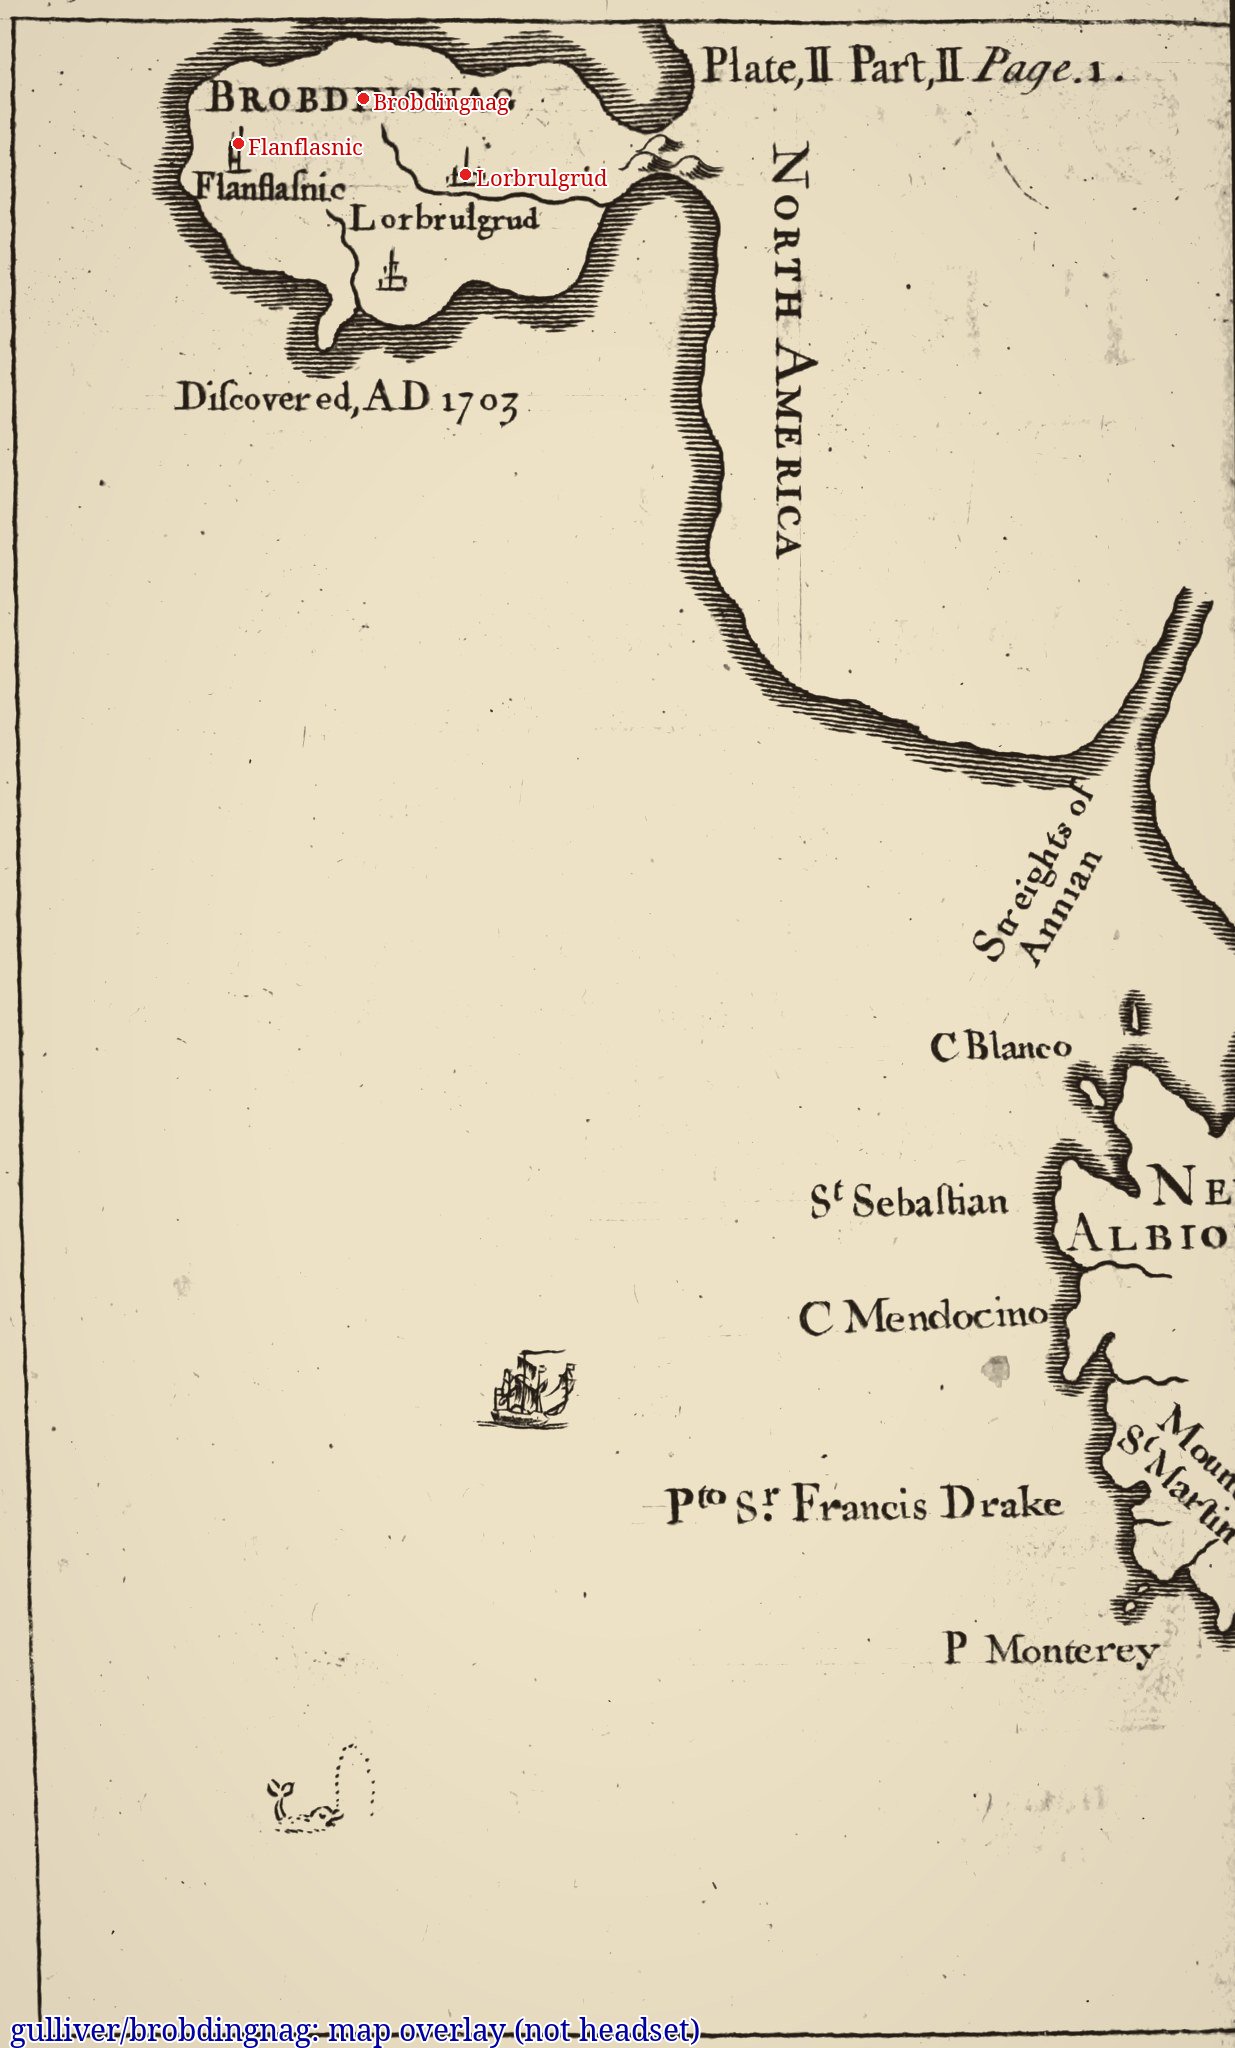 Plate,II Part,II Page.1.
BROBDINGNAG
Brobdingnag
Flanflasnic
Flanflaſnic
Lorbrulgrud
Lorbrulgrud
NORTH AMERICA
Diſcovered, AD 1703
Streights of
Annian
C Blanco
NE
ALBIO
St Sebaſtian
C Mendocino
Moun
St Martin
Pto Sr. Francis Drake
P Monterey
gulliver/brobdingnag: map overlay (not headset)